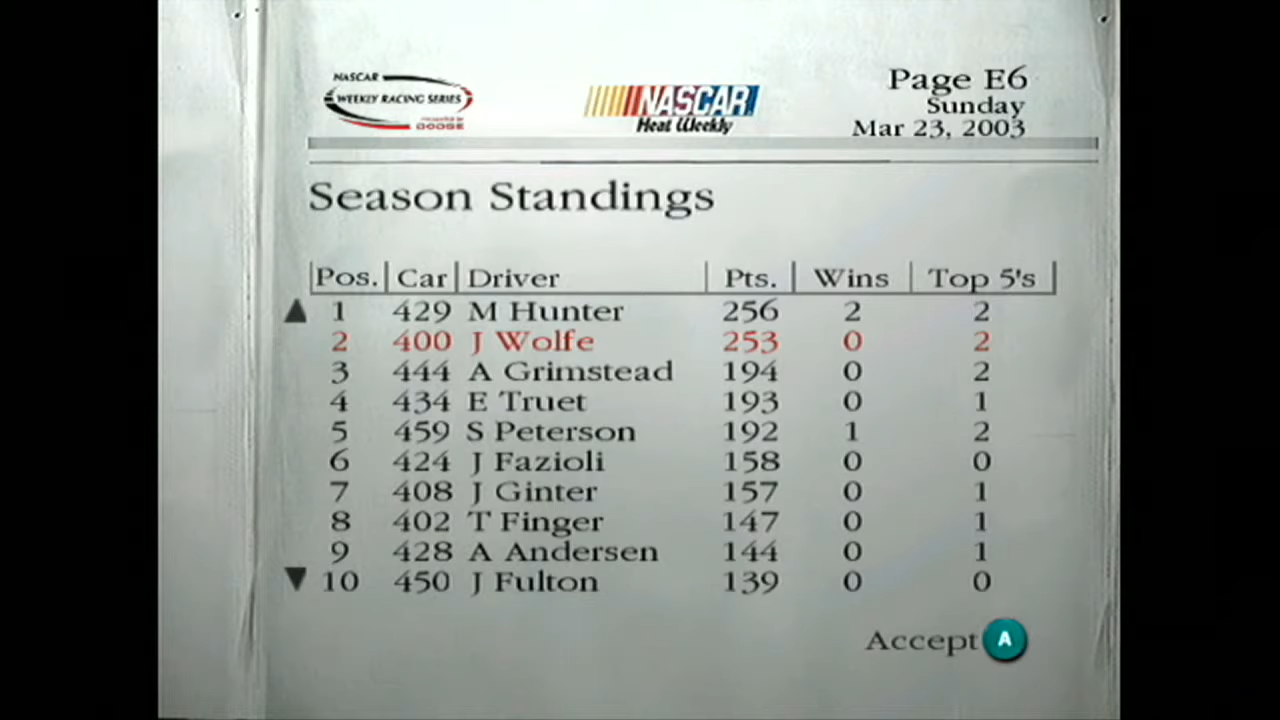 NASCAR
WEEKLY RACING SERIES
PRESENTED BY
DODGE
NASCAR
Heat Weekly
Page E6
Sunday
Mar 23, 2003
Season Standings
Pos. Car Driver Pts. Wins Top 5's
1 429 M Hunter 256 2 2
2 400 J Wolfe 253 0 2
3 444 A Grimstead 194 0 2
4 434 E Truet 193 0 1
5 459 S Peterson 192 1 2
6 424 J Fazioli 158 0 0
7 408 J Ginter 157 0 1
8 402 T Finger 147 0 1
9 428 A Andersen 144 0 1
10 450 J Fulton 139 0 0
Accept A